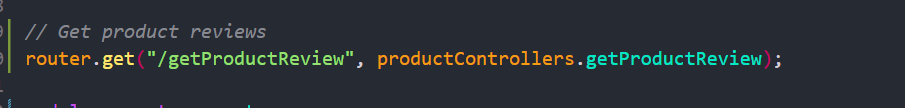 // Get product reviews
router.get("/getProductReview", productControllers.getProductReview);